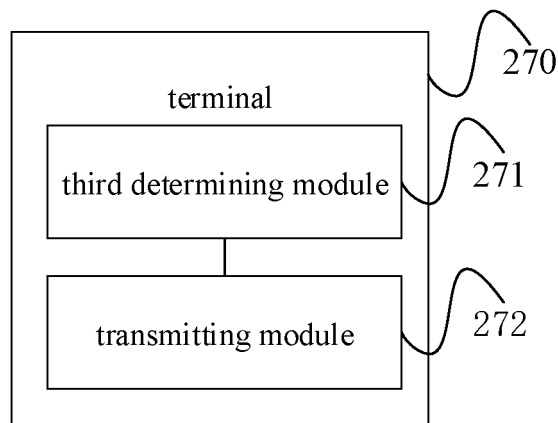 270
terminal
third determining module
271
transmitting module
272